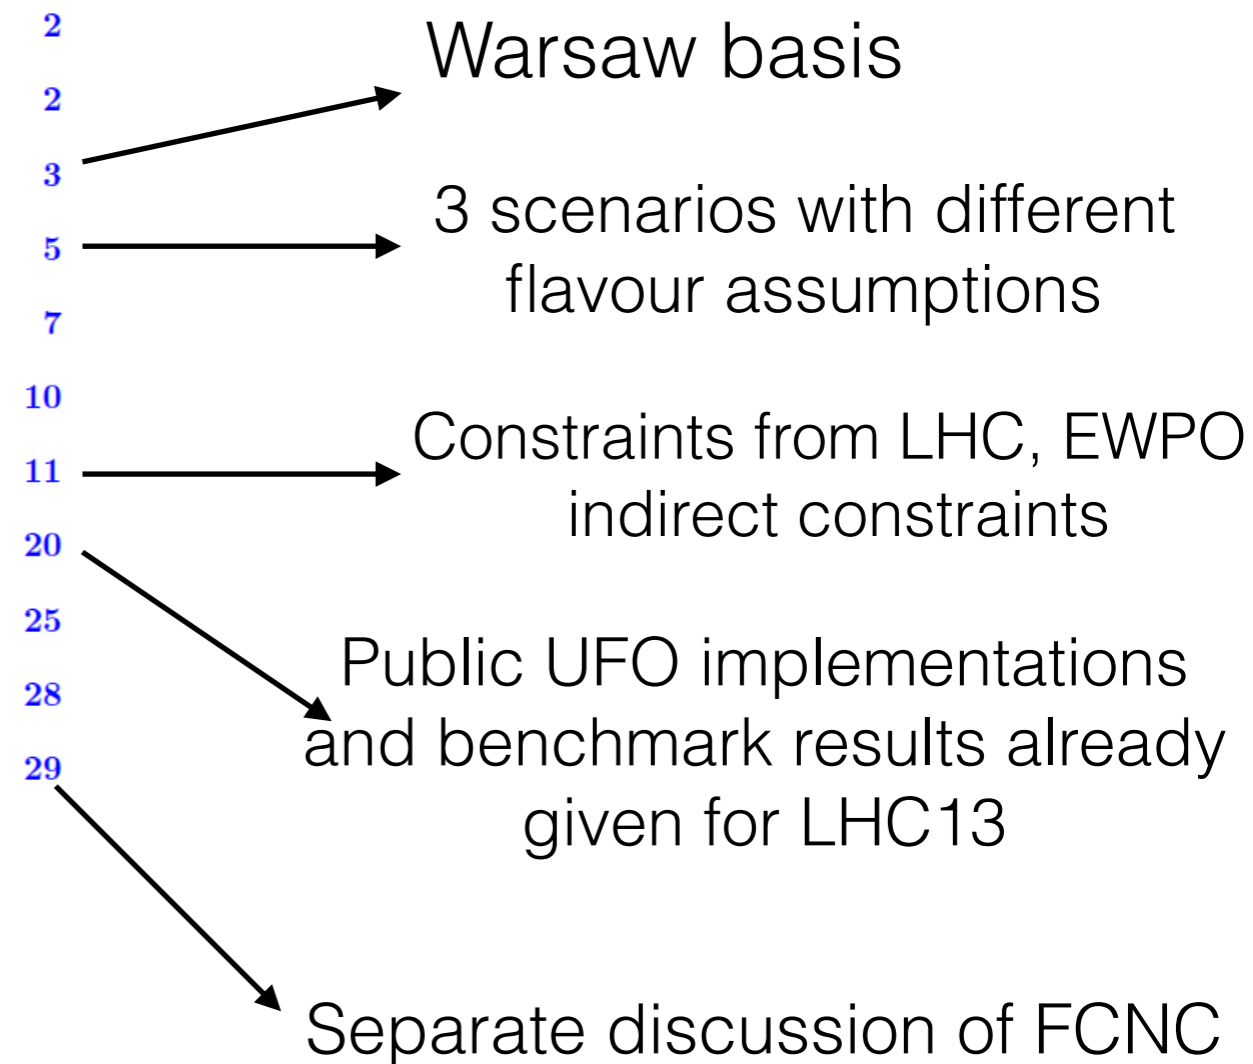 2
Warsaw basis
2
3
3 scenarios with different
5
flavour assumptions
7
10
Constraints from LHC, EWPO
11
indirect constraints
20
25
Public UFO implementations
28
and benchmark results already
29
given for LHC13
Separate discussion of FCNC